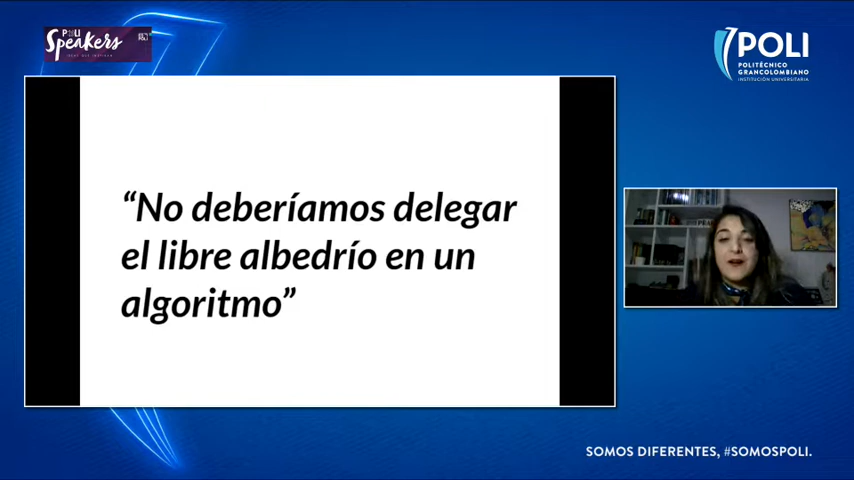 POLI
Speakers
POLI
POLITÉCNICO
GRANCOLOMBIANO
INSTITUCIÓN UNIVERSITARIA
“No deberíamos delegar
el libre albedrío en un
algoritmo”
SOMOS DIFERENTES, #SOMOSPOLI.